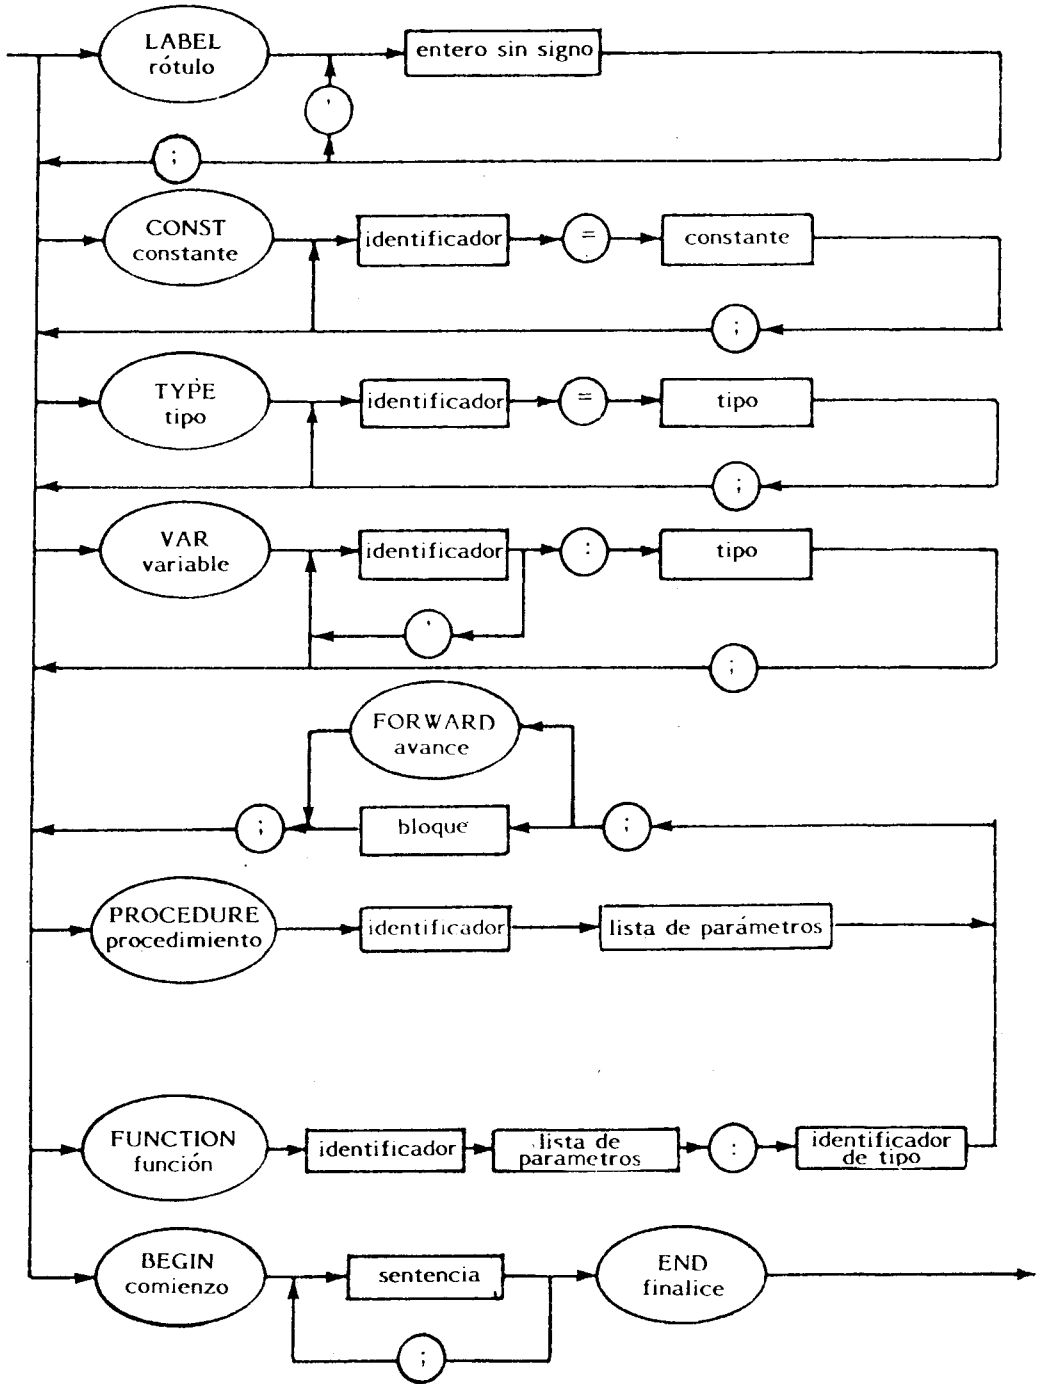 LABEL
rótulo
entero sin signo
,
;
CONST
constante
identificador
=
constante
;
TYPE
tipo
identificador
=
tipo
;
VAR
variable
identificador
:
tipo
,
;
FORWARD
avance
;
bloque
;
PROCEDURE
procedimiento
identificador
lista de parámetros
FUNCTION
función
identificador
lista de
parametros
:
identificador
de tipo
BEGIN
comienzo
sentencia
END
finalice
;